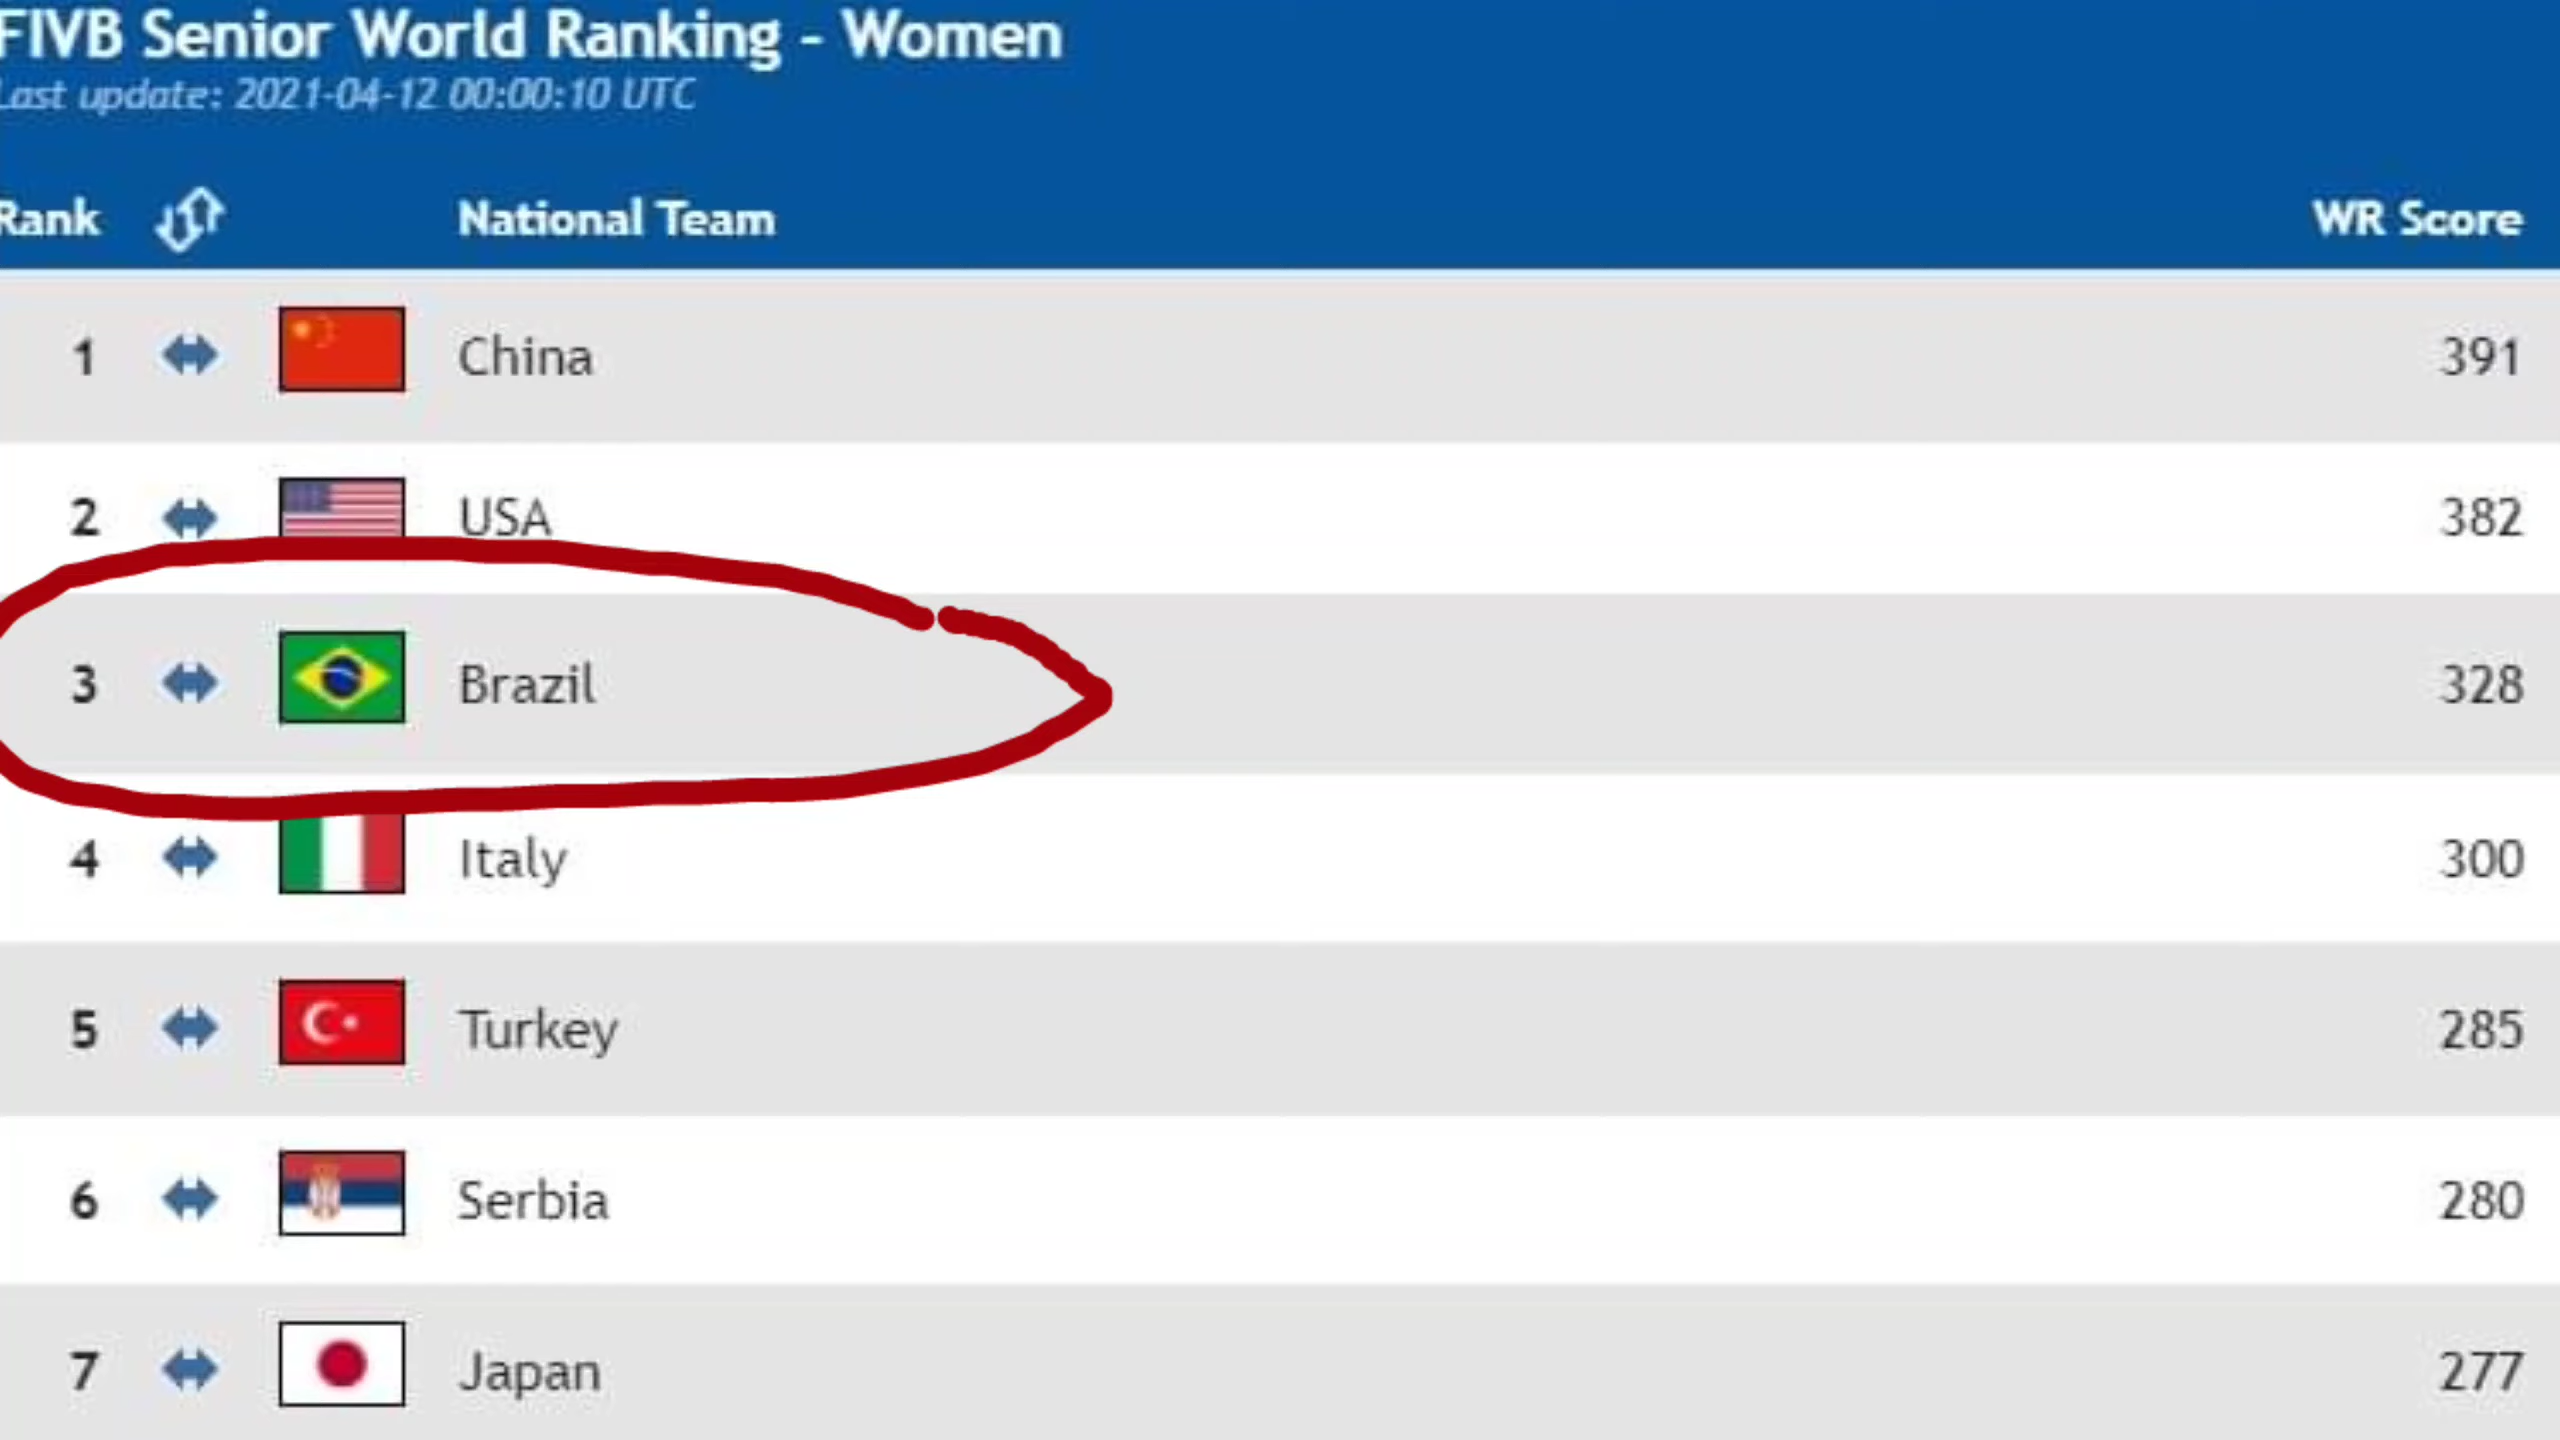 FIVB Senior World Ranking - Women
Last update: 2021-04-12 00:00:10 UTC
Rank National Team WR Score
1 China 391
2 USA 382
3 Brazil 328
4 Italy 300
5 Turkey 285
6 Serbia 280
7 Japan 277